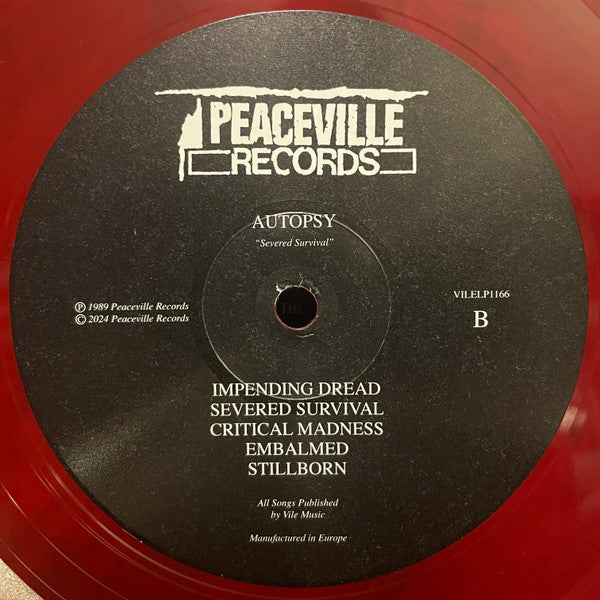 PEACEVILLE
RECORDS
AUTOPSY
"Severed Survival"
℗ 1989 Peaceville Records
© 2024 Peaceville Records
VILELP1166
B
THE
IMPENDING DREAD
SEVERED SURVIVAL
CRITICAL MADNESS
EMBALMED
STILLBORN
All Songs Published
by Vile Music
Manufactured in Europe